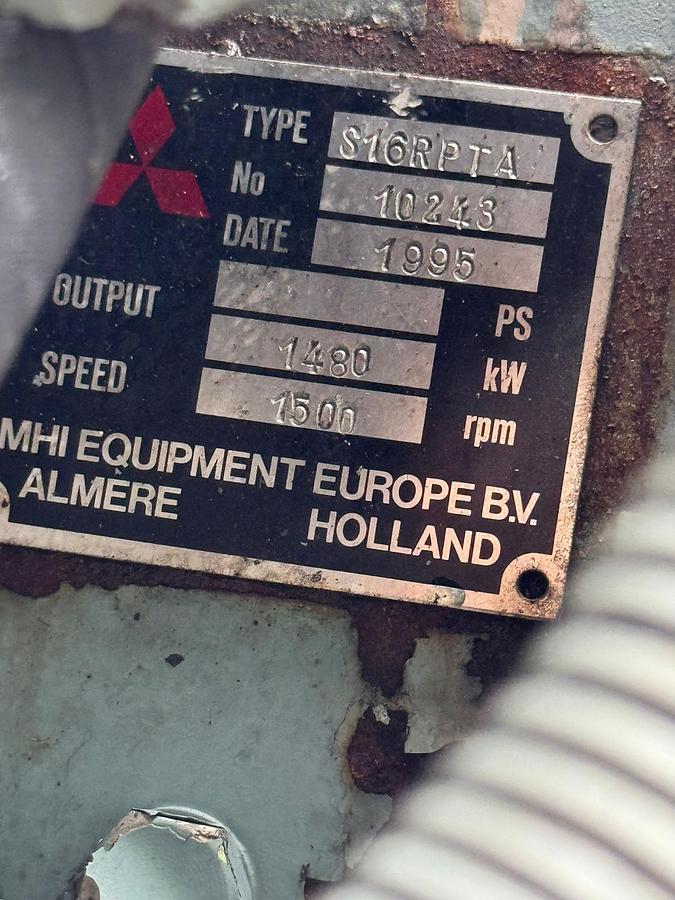 TYPE S16RPTA
No 10243
DATE 1995
OUTPUT PS
1480 kW
SPEED 1500 rpm
MHI EQUIPMENT EUROPE B.V.
ALMERE HOLLAND